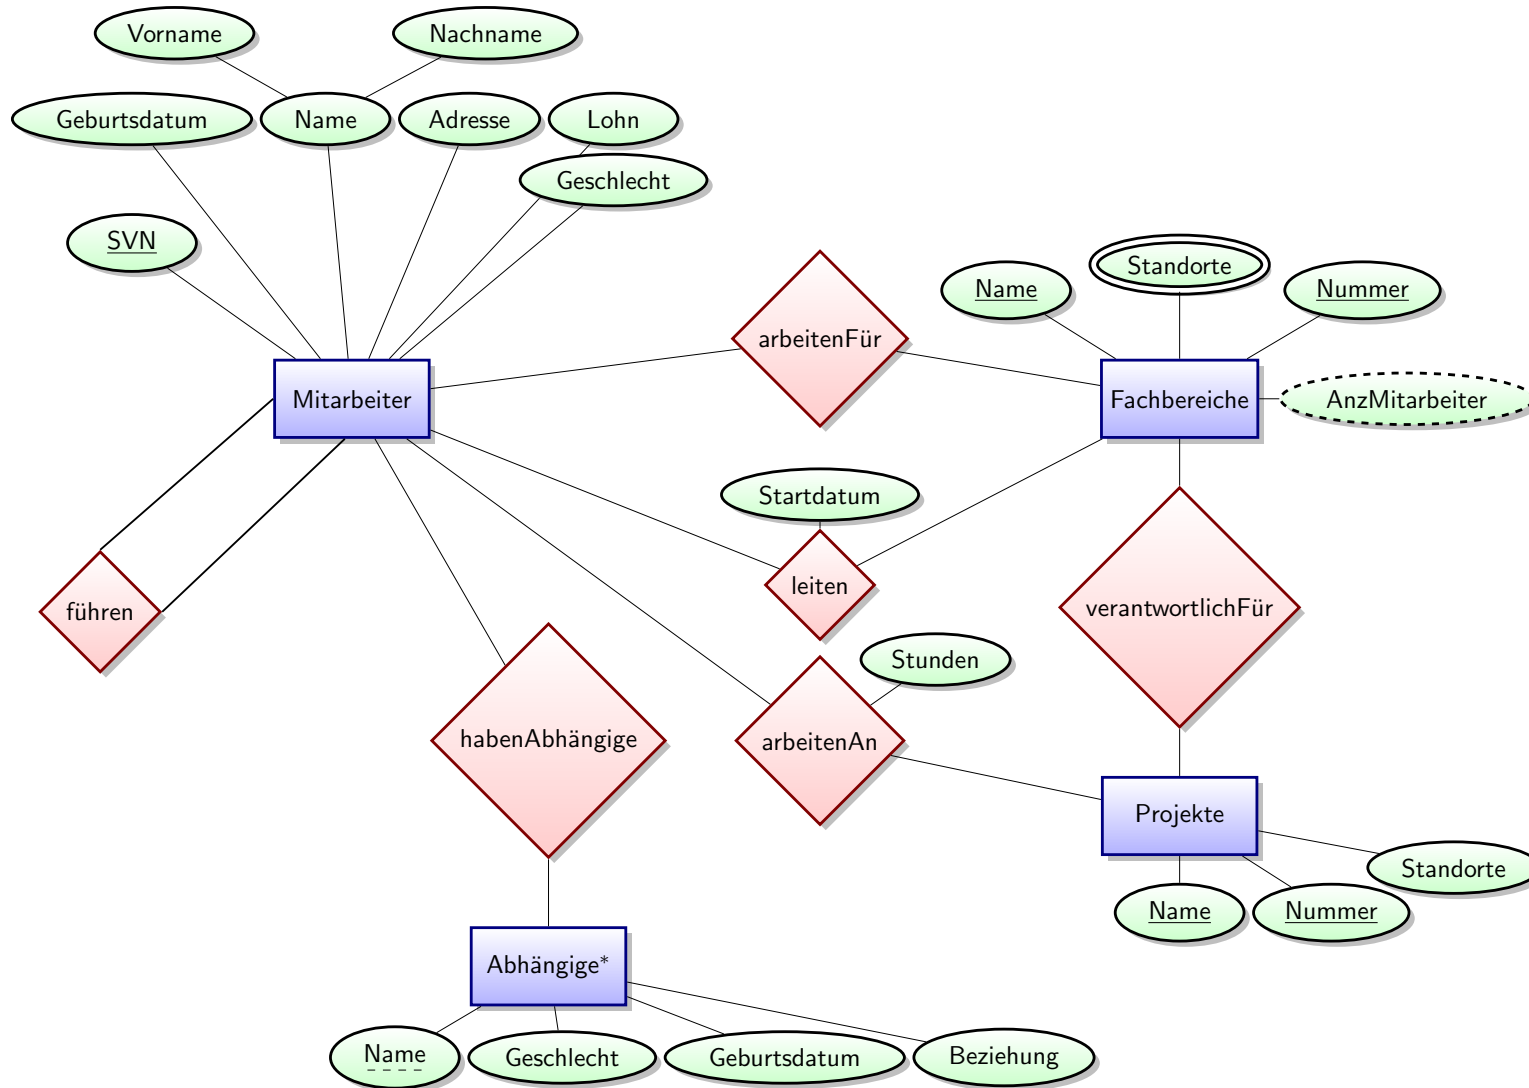 Vorname
Nachname
Geburtsdatum
Name
Adresse
Lohn
Geschlecht
SVN
Name
Standorte
Nummer
arbeitenFür
Mitarbeiter
Fachbereiche
AnzMitarbeiter
Startdatum
leiten
führen
verantwortlichFür
Stunden
habenAbhängige
arbeitenAn
Projekte
Standorte
Name
Nummer
Abhängige*
Name
Geschlecht
Geburtsdatum
Beziehung